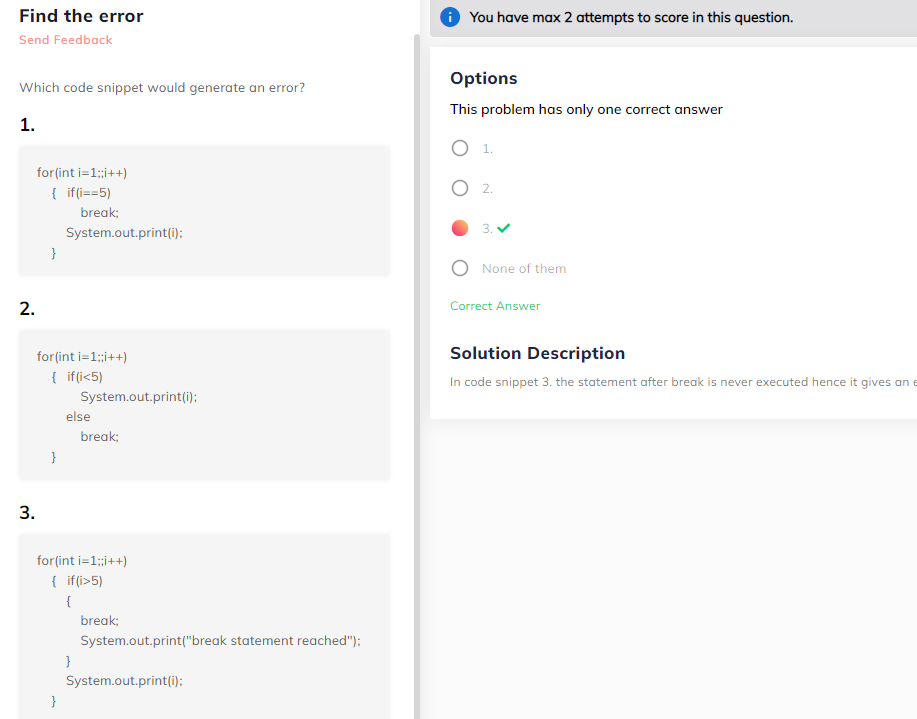 Find the error
Send Feedback
Which code snippet would generate an error?
1.
for(int i=1;;i++)
{ if(i==5)
break;
System.out.print(i);
}
2.
for(int i=1;;i++)
{ if(i<5)
System.out.print(i);
else
break;
}
3.
for(int i=1;;i++)
{ if(i>5)
{
break;
System.out.print("break statement reached");
}
System.out.print(i);
}
i You have max 2 attempts to score in this question.
Options
This problem has only one correct answer
1.
2.
3.
None of them
Correct Answer
Solution Description
In code snippet 3. the statement after break is never executed hence it gives an